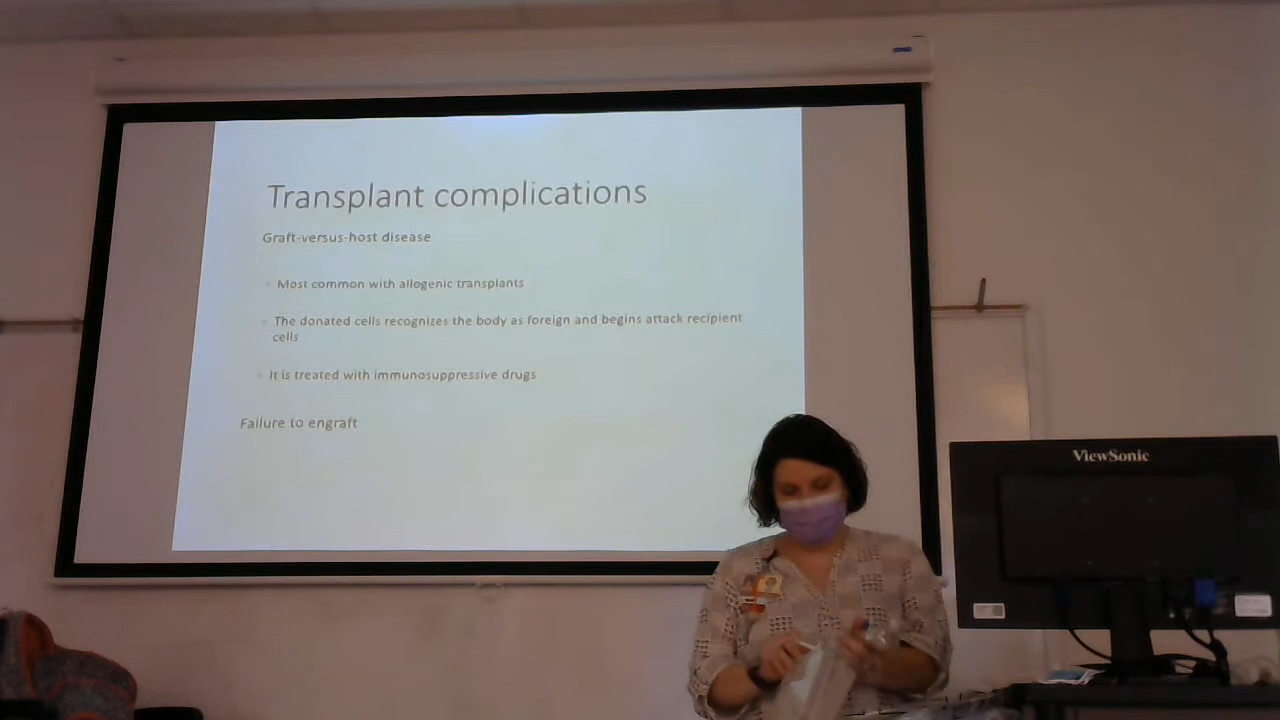 Transplant complications
Graft-versus-host disease
Most common with allogenic transplants
The donated cells recognizes the body as foreign and begins attack recipient
cells
It is treated with immunosuppressive drugs
Failure to engraft
ViewSonic